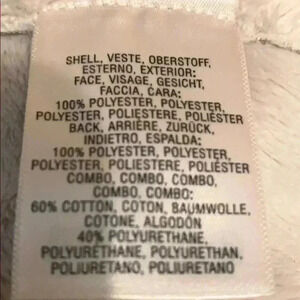 SHELL, VESTE, OBERSTOFF,
ESTERNO, EXTERIOR:
FACE, VISAGE, GESICHT,
FACCIA, CARA:
100% POLYESTER, POLYESTER,
POLYESTER, POLIESTERE, POLIÉSTER
BACK, ARRIÈRE, ZURÜCK,
INDIETRO, ESPALDA:
100% POLYESTER, POLYESTER,
POLYESTER, POLIESTERE, POLIÉSTER
COMBO, COMBO, COMBO,
COMBO, COMBO:
60% COTTON, COTON, BAUMWOLLE,
COTONE, ALGODÓN
40% POLYURETHANE,
POLYURÉTHANE, POLYURETHAN,
POLIURETANO, POLIURETANO